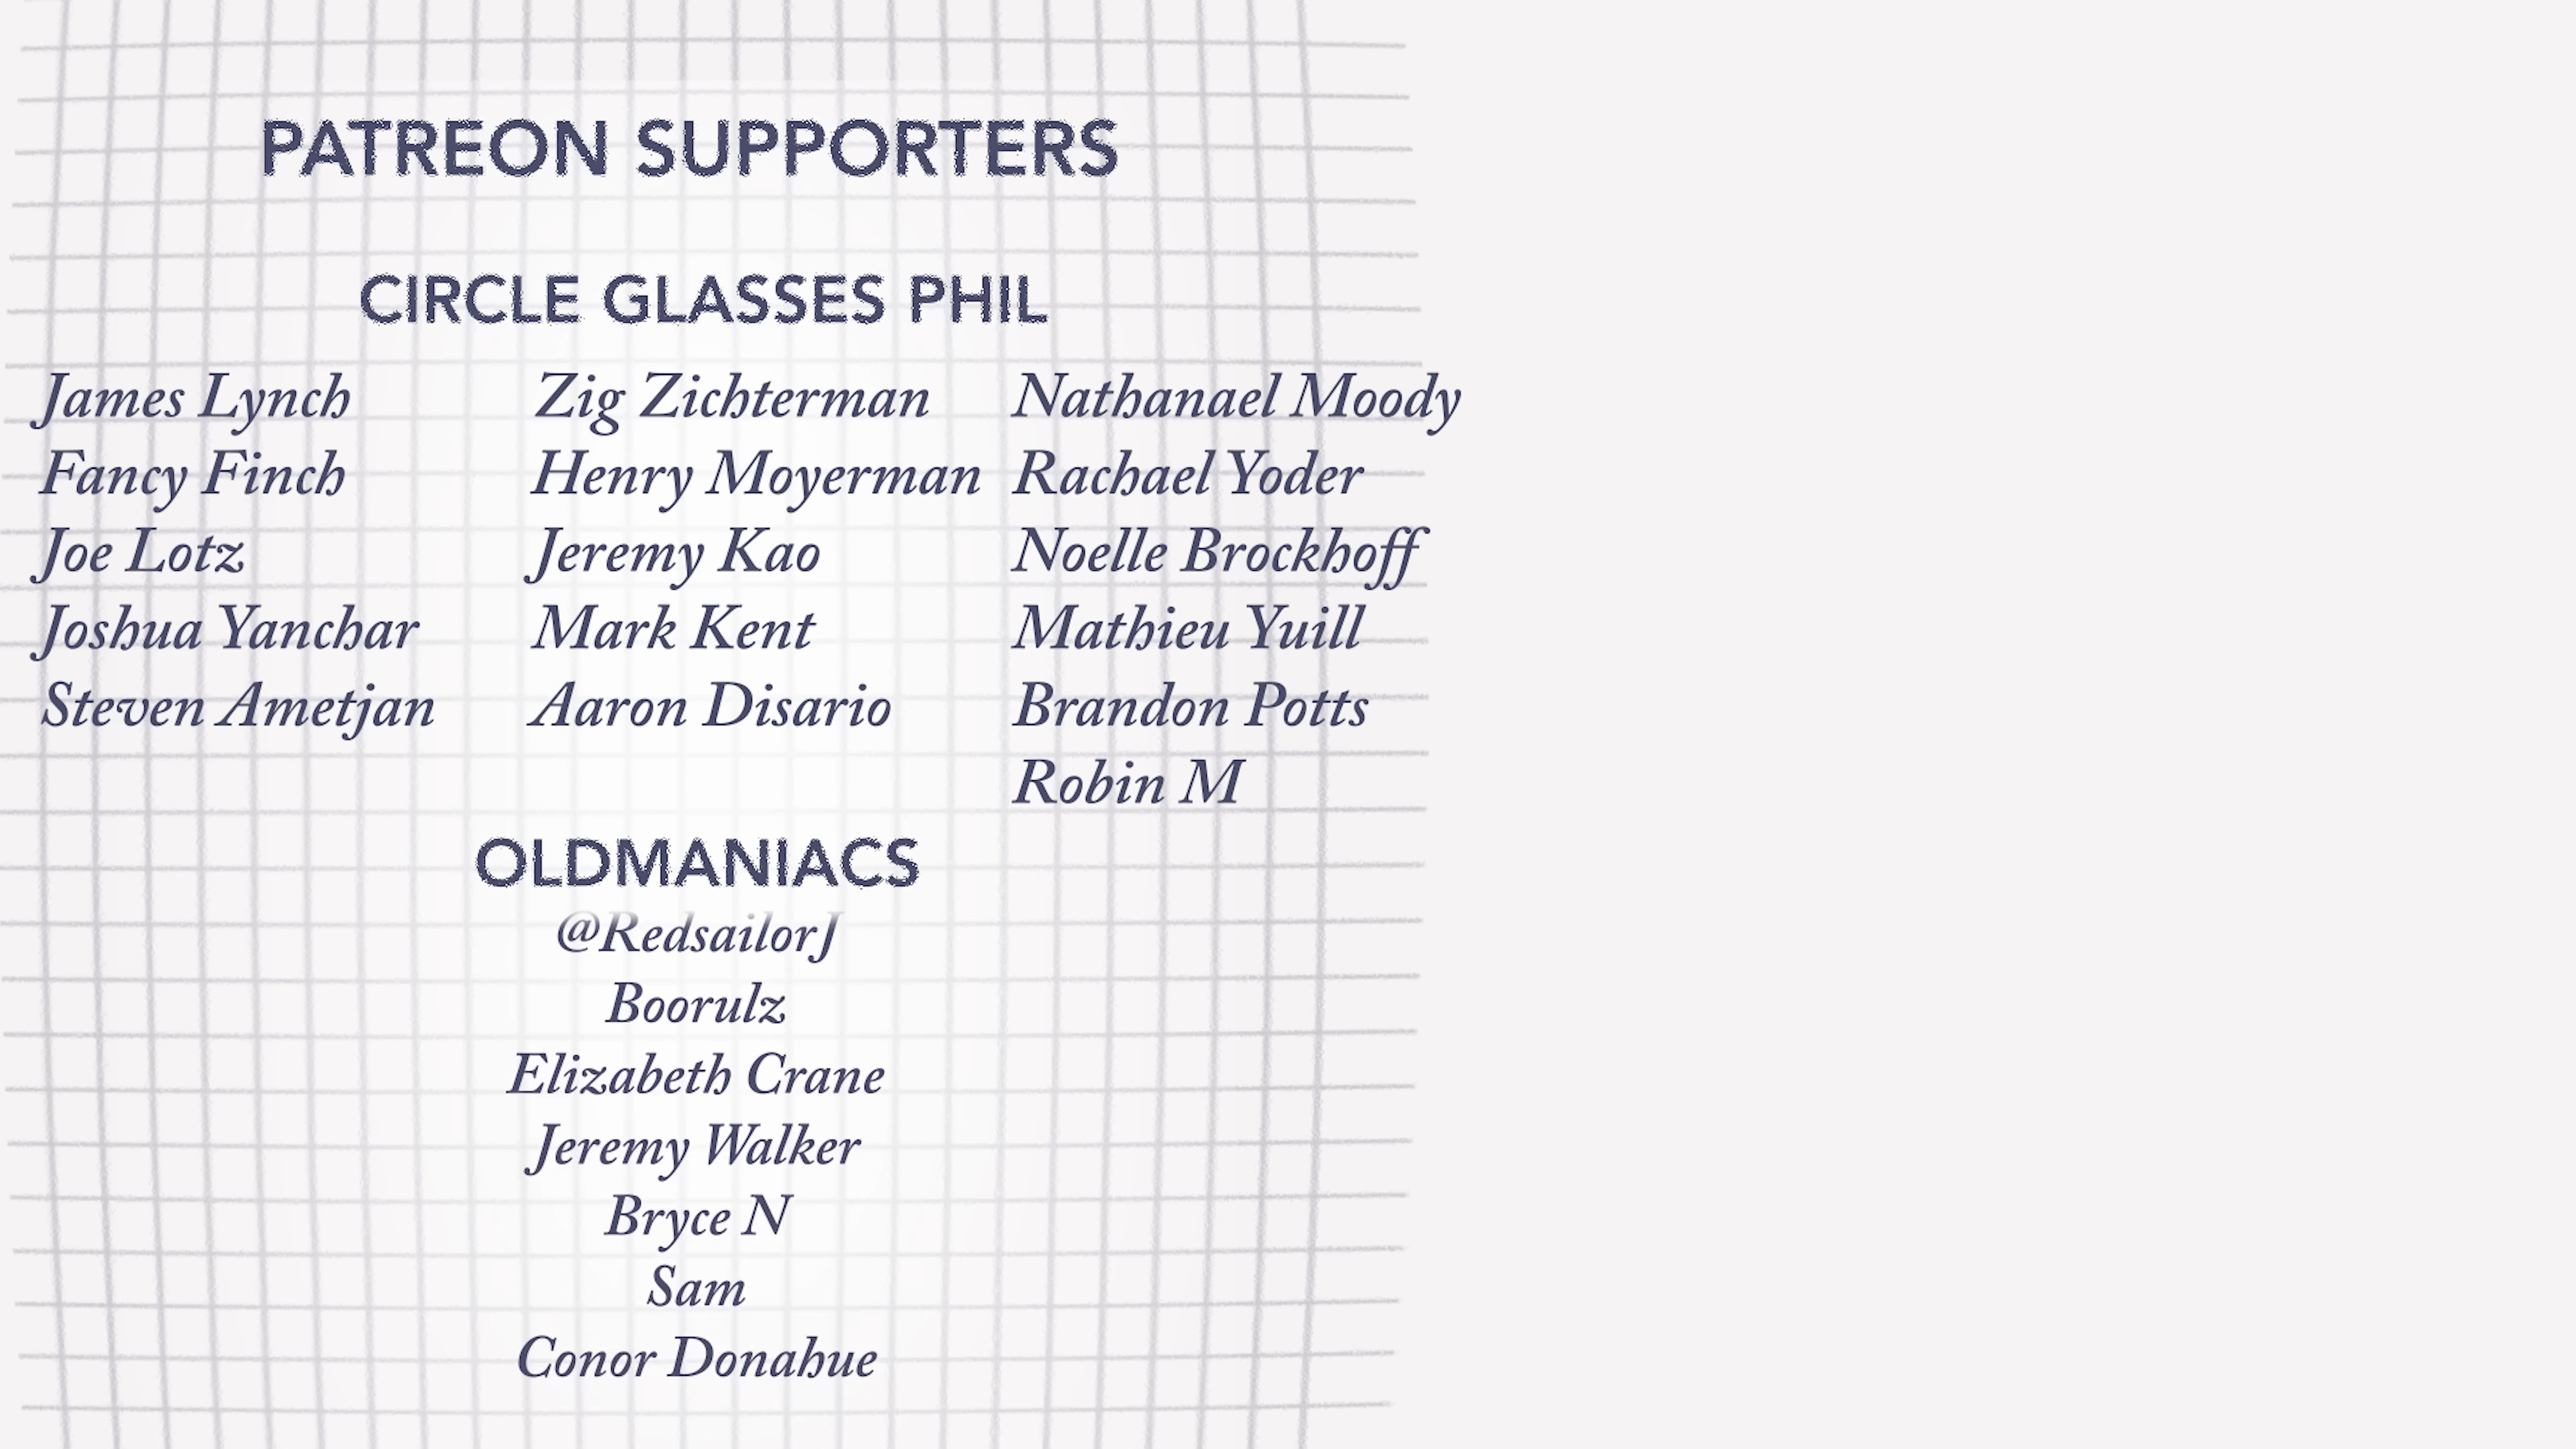 PATREON SUPPORTERS
CIRCLE GLASSES PHIL
James Lynch
Fancy Finch
Joe Lotz
Joshua Yanchar
Steven Ametjan
Zig Zichterman
Henry Moyerman
Jeremy Kao
Mark Kent
Aaron Disario
Nathanael Moody
Rachael Yoder
Noelle Brockhoff
Mathieu Yuill
Brandon Potts
Robin M
OLDMANIACS
@RedsailorJ
Boorulz
Elizabeth Crane
Jeremy Walker
Bryce N
Sam
Conor Donahue